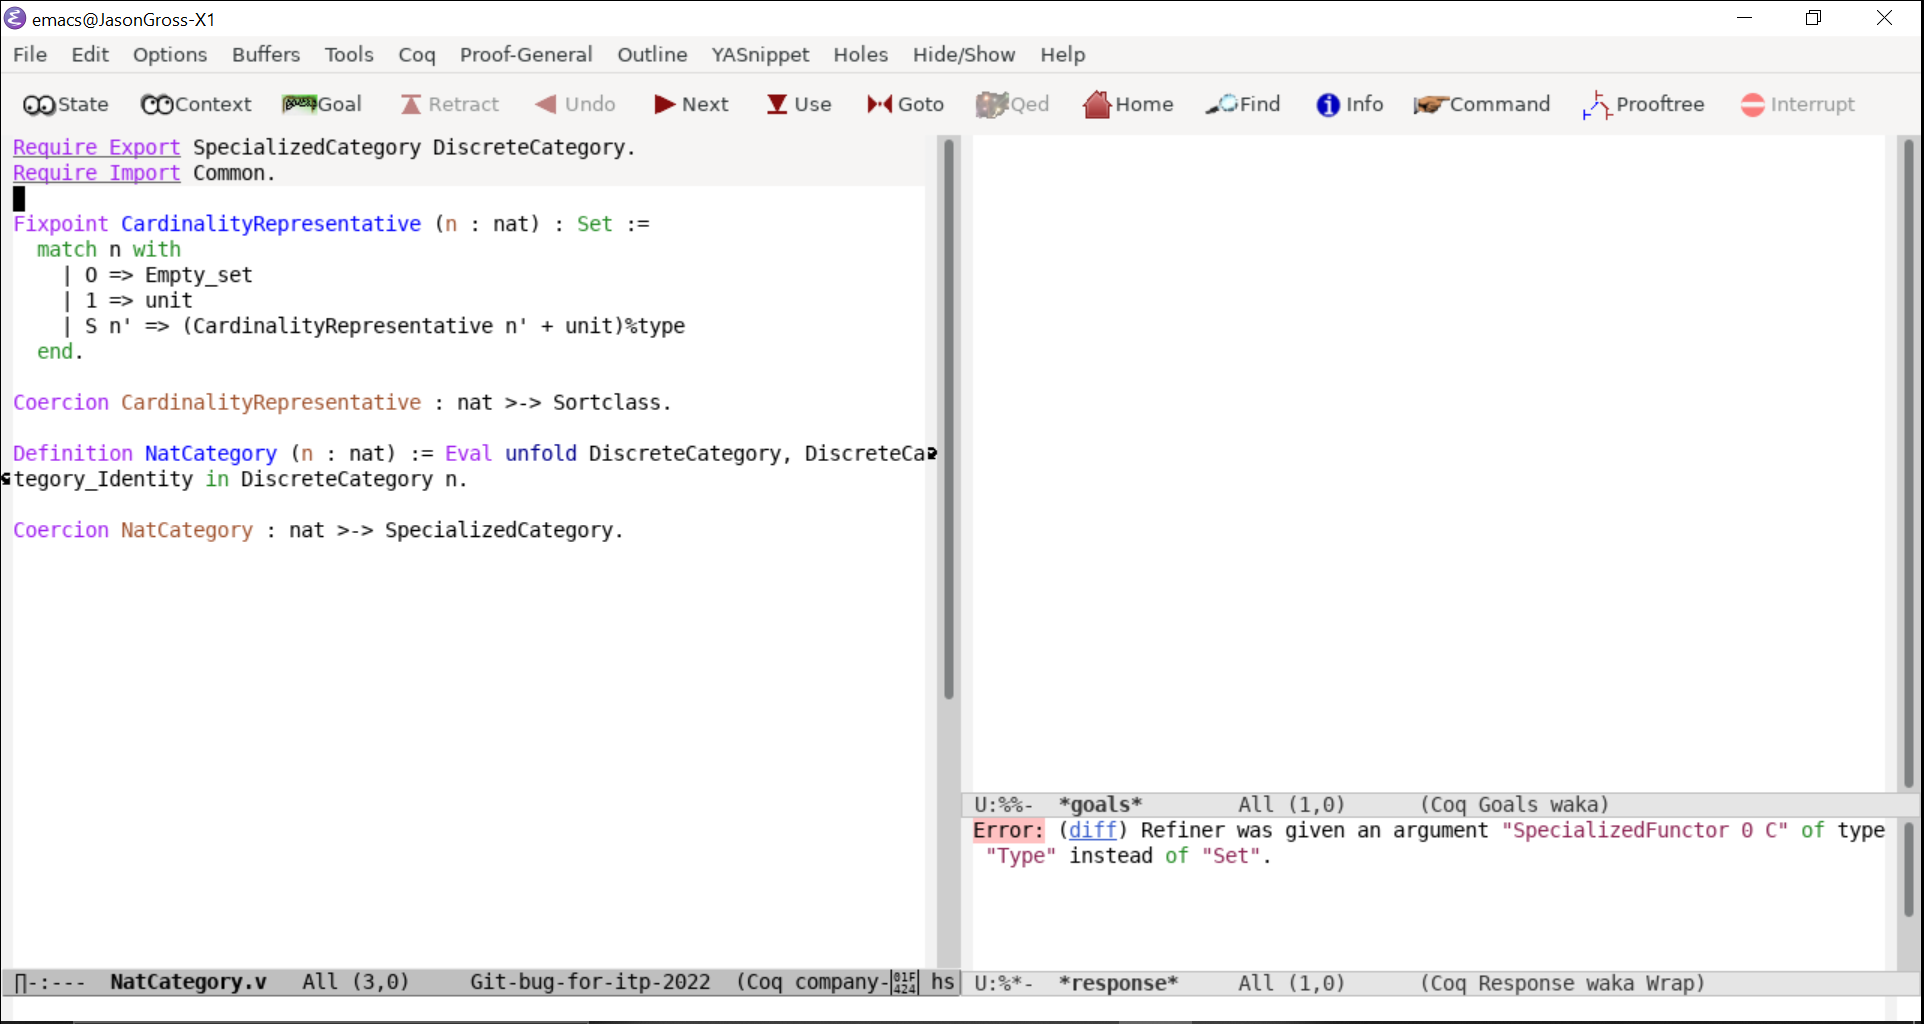 emacs@JasonGross-X1
File Edit Options Buffers Tools Coq Proof-General Outline YASnippet Holes Hide/Show Help
State Context Goal Retract Undo Next Use Goto Qed Home Find Info Command Prooftree Interrupt
Require Export SpecializedCategory DiscreteCategory.
Require Import Common.
Fixpoint CardinalityRepresentative (n : nat) : Set :=
match n with
| O => Empty_set
| 1 => unit
| S n' => (CardinalityRepresentative n' + unit)%type
end.
Coercion CardinalityRepresentative : nat >-> Sortclass.
Definition NatCategory (n : nat) := Eval unfold DiscreteCategory, DiscreteCa
tegory_Identity in DiscreteCategory n.
Coercion NatCategory : nat >-> SpecializedCategory.
∏-:--- NatCategory.v All (3,0) Git-bug-for-itp-2022 (Coq company-01F424 hs
U:%%- *goals* All (1,0) (Coq Goals waka)
Error: (diff) Refiner was given an argument "SpecializedFunctor 0 C" of type
"Type" instead of "Set".
U:%*- *response* All (1,0) (Coq Response waka Wrap)